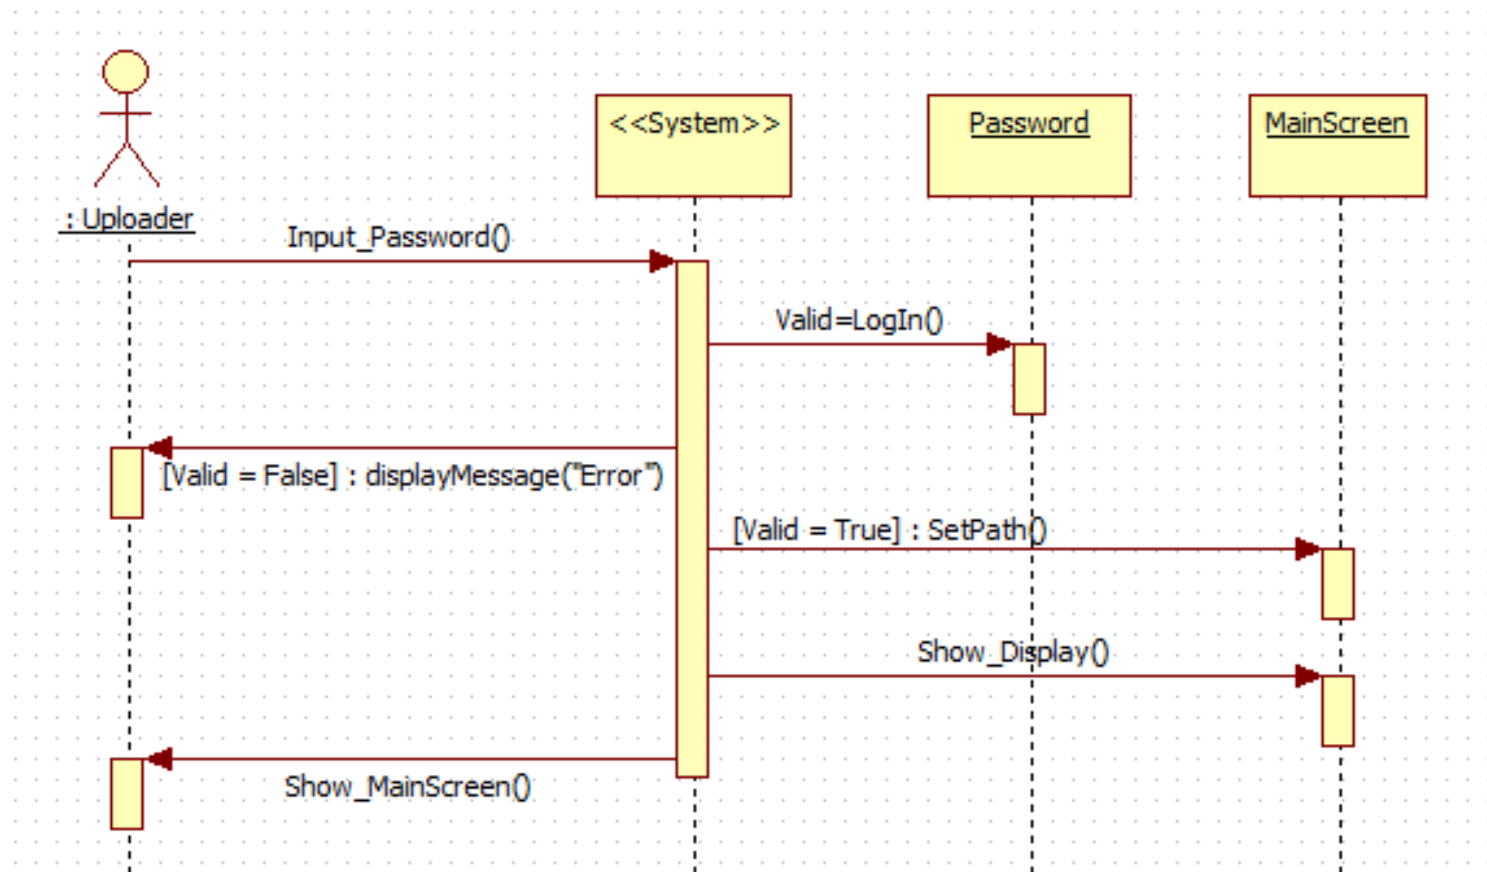 <<System>>
Password
MainScreen
: Uploader
Input_Password()
Valid=LogIn()
[Valid = False] : displayMessage("Error")
[Valid = True] : SetPath()
Show_Display()
Show_MainScreen()